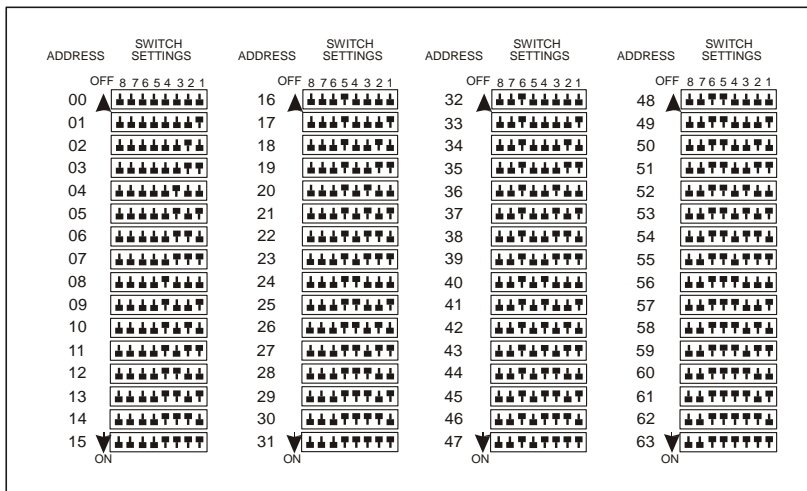 ADDRESS SWITCH SETTINGS ADDRESS SWITCH SETTINGS ADDRESS SWITCH SETTINGS ADDRESS SWITCH SETTINGS
OFF 8 7 6 5 4 3 2 1 OFF 8 7 6 5 4 3 2 1 OFF 8 7 6 5 4 3 2 1 OFF 8 7 6 5 4 3 2 1
00 16 32 48
01 17 33 49
02 18 34 50
03 19 35 51
04 20 36 52
05 21 37 53
06 22 38 54
07 23 39 55
08 24 40 56
09 25 41 57
10 26 42 58
11 27 43 59
12 28 44 60
13 29 45 61
14 30 46 62
15 31 47 63
ON ON ON ON